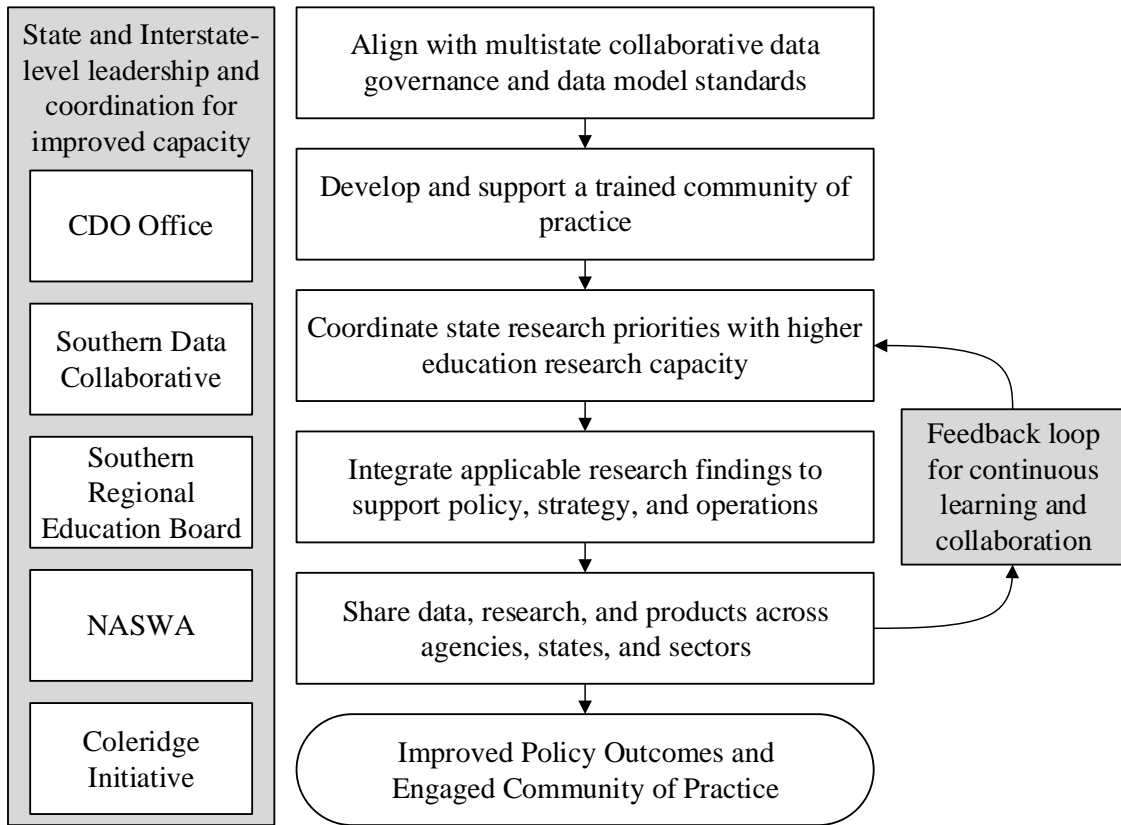 State and Interstate-
level leadership and
coordination for
improved capacity
CDO Office
Southern Data
Collaborative
Southern
Regional
Education Board
NASWA
Coleridge
Initiative
Align with multistate collaborative data
governance and data model standards
Develop and support a trained community of
practice
Coordinate state research priorities with higher
education research capacity
Integrate applicable research findings to
support policy, strategy, and operations
Share data, research, and products across
agencies, states, and sectors
Improved Policy Outcomes and
Engaged Community of Practice
Feedback loop
for continuous
learning and
collaboration